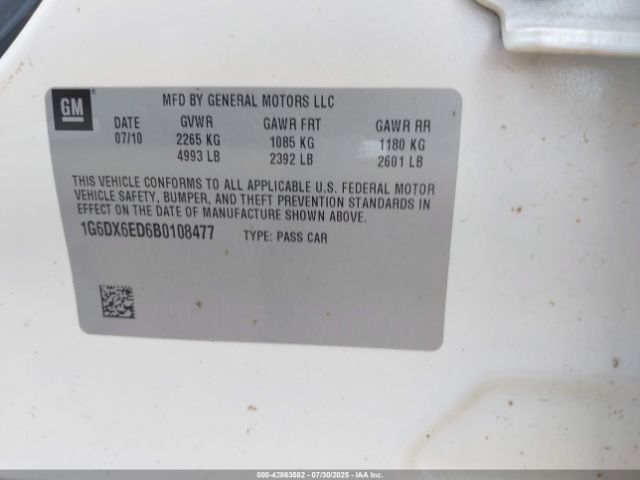 GM
MFD BY GENERAL MOTORS LLC
DATE GVWR GAWR FRT GAWR RR
07/10 2265 KG 1085 KG 1180 KG
4993 LB 2392 LB 2601 LB
THIS VEHICLE CONFORMS TO ALL APPLICABLE U.S. FEDERAL MOTOR
VEHICLE SAFETY, BUMPER, AND THEFT PREVENTION STANDARDS IN
EFFECT ON THE DATE OF MANUFACTURE SHOWN ABOVE.
1G6DX6ED6B0108477 TYPE: PASS CAR
000-42863582 - 07/30/2025 - IAA Inc.